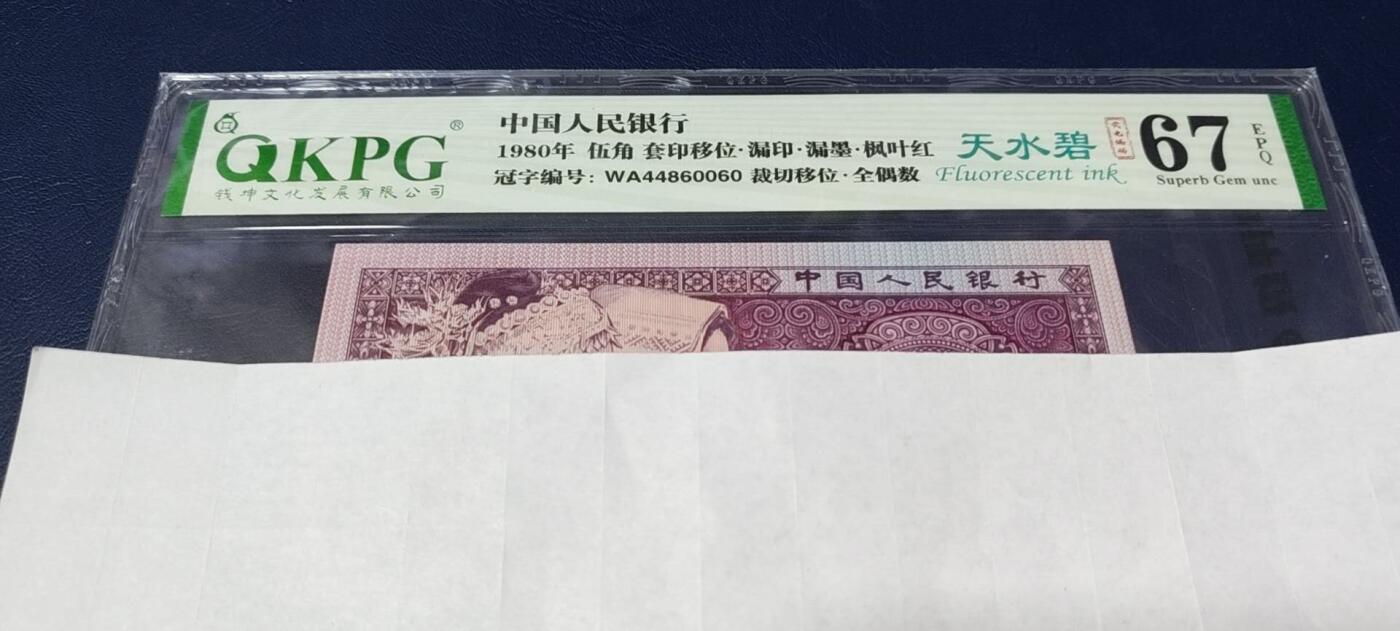 QKPG®
钱坤文化发展有限公司
中国人民银行
1980年 伍角 套印移位·漏印·漏墨·枫叶红
冠字编号: WA44860060 裁切移位·全偶数
天水碧
Fluorescent ink
67
EPQ
Superb Gem unc
中国人民银行